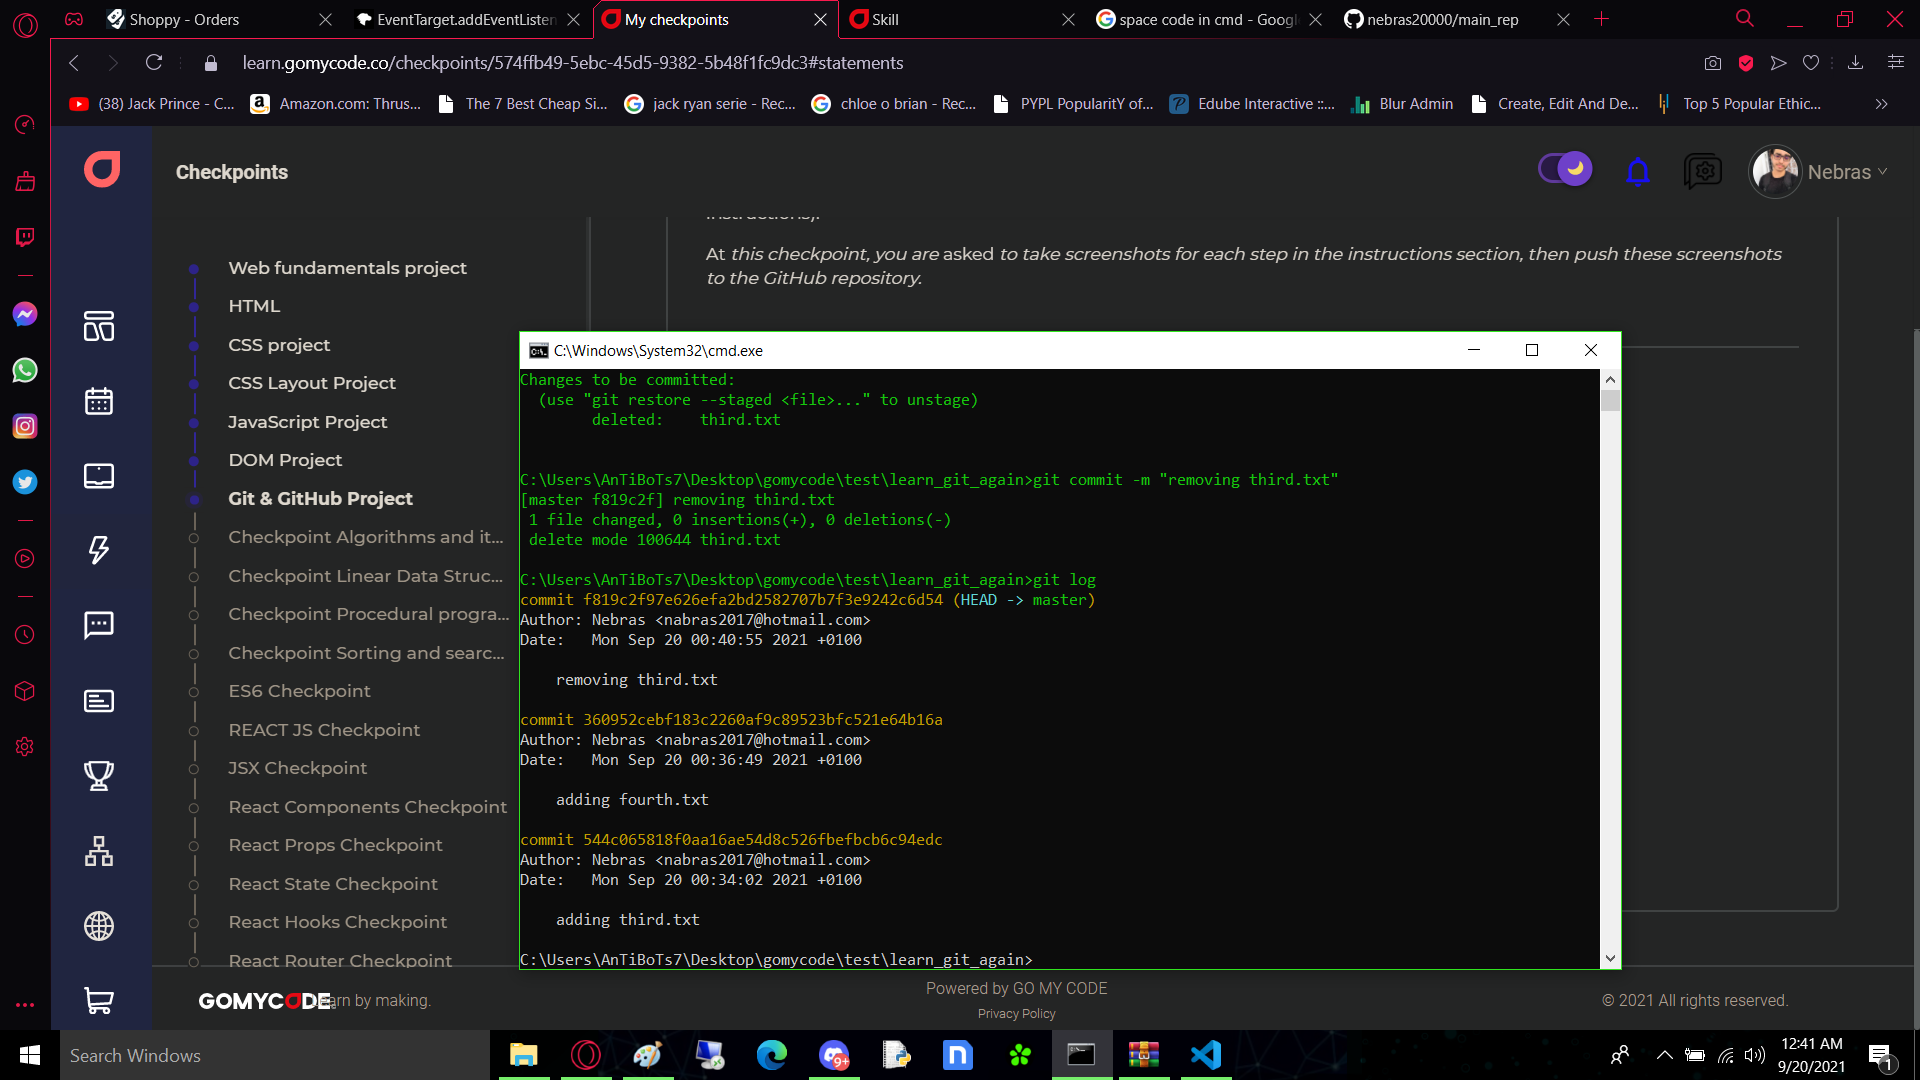 Shoppy - Orders
EventTarget.addEventListen
My checkpoints
Skill
space code in cmd - Googl
nebras20000/main_rep
learn.gomycode.co/checkpoints/574ffb49-5ebc-45d5-9382-5b48f1fc9dc3#statements
(38) Jack Prince - C...
Amazon.com: Thrus...
The 7 Best Cheap Si...
jack ryan serie - Rec...
chloe o brian - Rec...
PYPL PopularitY of...
Edube Interactive ::...
Blur Admin
Create, Edit And De...
Top 5 Popular Ethic...
Checkpoints
Nebras
instructions).
At this checkpoint, you are asked to take screenshots for each step in the instructions section, then push these screenshots
to the GitHub repository.
Web fundamentals project
HTML
CSS project
CSS Layout Project
JavaScript Project
DOM Project
Git & GitHub Project
Checkpoint Algorithms and it...
Checkpoint Linear Data Struc...
Checkpoint Procedural progra...
Checkpoint Sorting and searc...
ES6 Checkpoint
REACT JS Checkpoint
JSX Checkpoint
React Components Checkpoint
React Props Checkpoint
React State Checkpoint
React Hooks Checkpoint
React Router Checkpoint
C:\Windows\System32\cmd.exe
Changes to be committed:
(use "git restore --staged <file>..." to unstage)
deleted: third.txt
C:\Users\AnTiBoTs7\Desktop\gomycode\test\learn_git_again>git commit -m "removing third.txt"
[master f819c2f] removing third.txt
1 file changed, 0 insertions(+), 0 deletions(-)
delete mode 100644 third.txt
C:\Users\AnTiBoTs7\Desktop\gomycode\test\learn_git_again>git log
commit f819c2f97e626efa2bd2582707b7f3e9242c6d54 (HEAD -> master)
Author: Nebras <nabras2017@hotmail.com>
Date: Mon Sep 20 00:40:55 2021 +0100
removing third.txt
commit 360952cebf183c2260af9c89523bfc521e64b16a
Author: Nebras <nabras2017@hotmail.com>
Date: Mon Sep 20 00:36:49 2021 +0100
adding fourth.txt
commit 544c065818f0aa16ae54d8c526fbefbcb6c94edc
Author: Nebras <nabras2017@hotmail.com>
Date: Mon Sep 20 00:34:02 2021 +0100
adding third.txt
C:\Users\AnTiBoTs7\Desktop\gomycode\test\learn_git_again>
GOMYCODE
Learn by making.
Powered by GO MY CODE
Privacy Policy
© 2021 All rights reserved.
Search Windows
9+
12:41 AM
9/20/2021
1